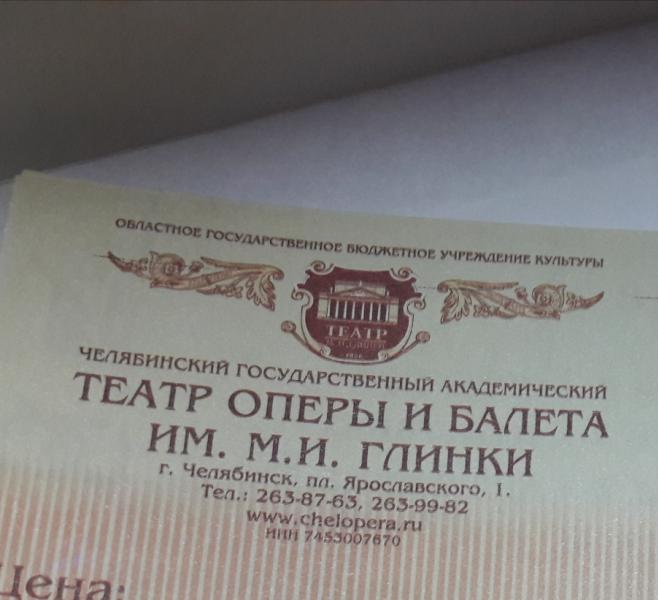 ОБЛАСТНОЕ ГОСУДАРСТВЕННОЕ БЮДЖЕТНОЕ УЧРЕЖДЕНИЕ КУЛЬТУРЫ
ТЕАТР
ЧЕЛЯБИНСКИЙ ГОСУДАРСТВЕННЫЙ АКАДЕМИЧЕСКИЙ
ТЕАТР ОПЕРЫ И БАЛЕТА
ИМ. М.И. ГЛИНКИ
г. Челябинск, пл. Ярославского, 1.
Тел.: 263-87-63, 263-99-82
www.chelopera.ru
ИНН 7453007670
Цена: